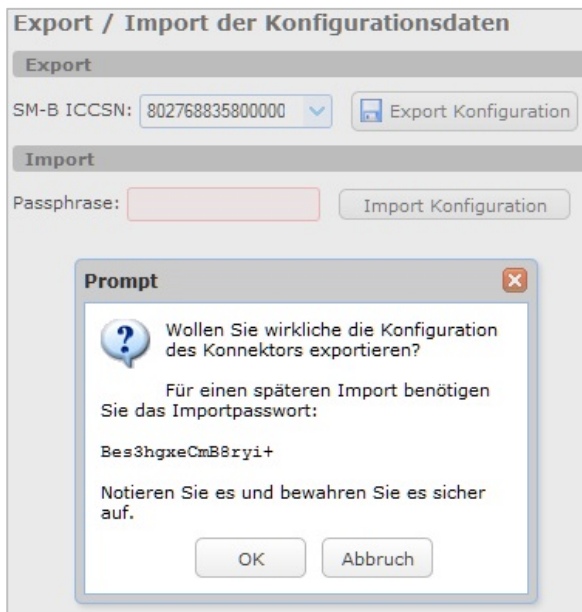 Export / Import der Konfigurationsdaten
Export
SM-B ICCSN: 802768835800000 Export Konfiguration
Import
Passphrase: Import Konfiguration
Prompt
Wollen Sie wirkliche die Konfiguration
des Konnektors exportieren?
Für einen späteren Import benötigen
Sie das Importpasswort:
Bes3hgxeCmB8ryi+
Notieren Sie es und bewahren Sie es sicher
auf.
OK Abbruch